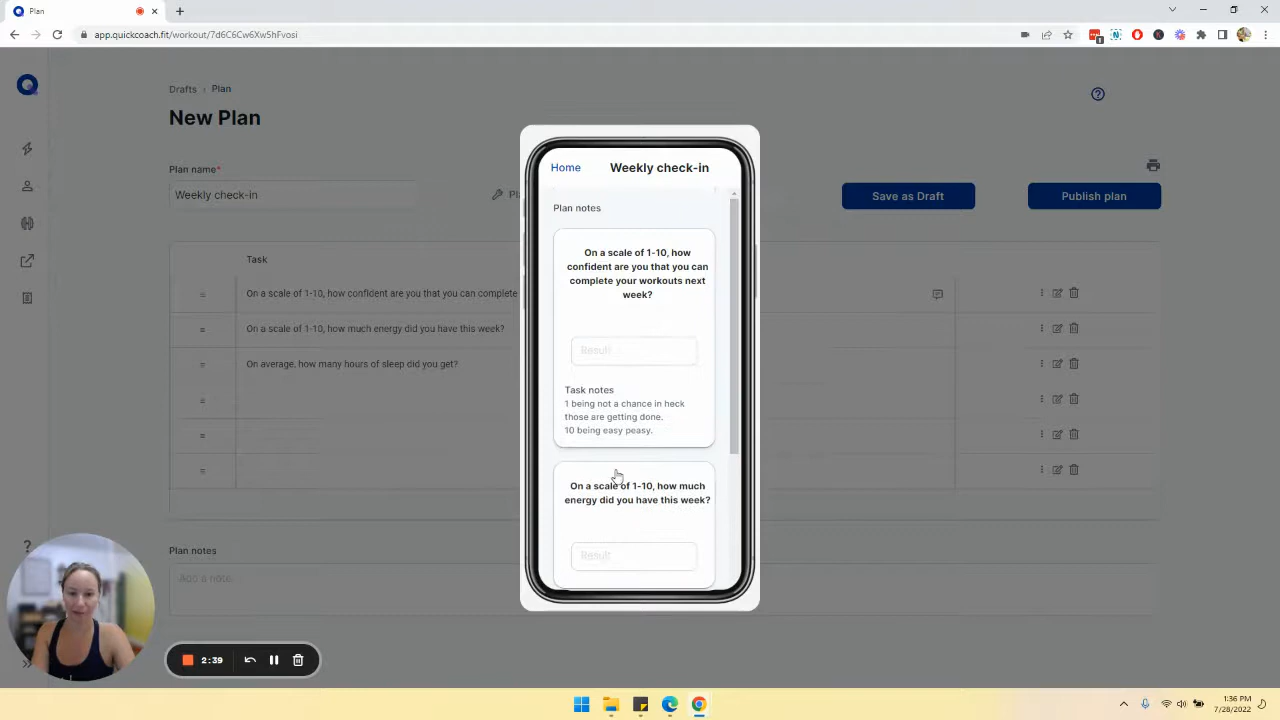 Plan
app.quickcoach.fit/workout/7d6C6Cw6Xw5hFvosi
Drafts › Plan
New Plan
Plan name*
Weekly check-in
Pl
Save as Draft
Publish plan
Task
On a scale of 1-10, how confident are you that you can complete
On a scale of 1-10, how much energy did you have this week?
On average, how many hours of sleep did you get?
Plan notes
Add a note.
Home
Weekly check-in
Plan notes
On a scale of 1-10, how
confident are you that you can
complete your workouts next
week?
Result
Task notes
1 being not a chance in heck
those are getting done.
10 being easy peasy.
On a scale of 1-10, how much
energy did you have this week?
Result
2:39
1:36 PM
7/28/2022